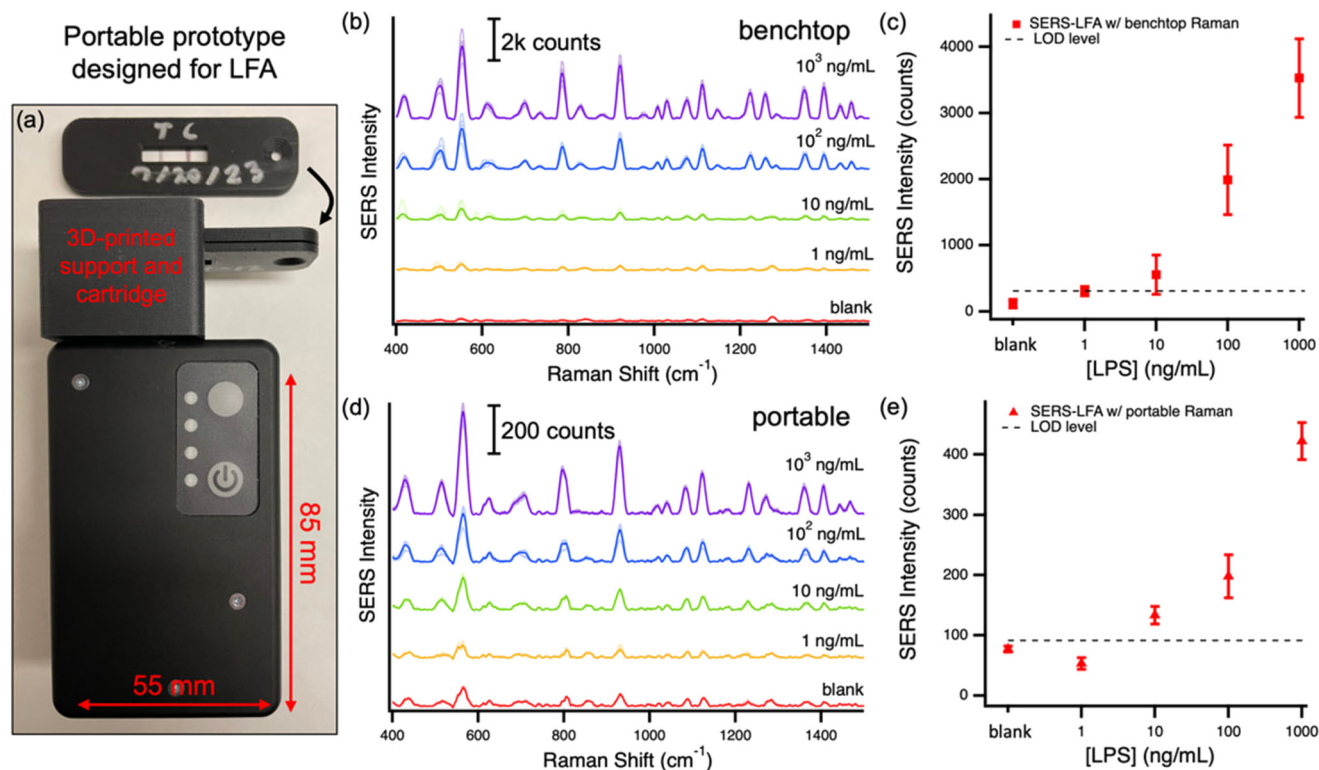 Portable prototype
designed for LFA
(a)
T C
7/20/23
3D-printed
support and
cartridge
85 mm
55 mm
(b)
2k counts
benchtop
10³ ng/mL
10² ng/mL
10 ng/mL
1 ng/mL
blank
SERS Intensity
400 600 800 1000 1200 1400
Raman Shift (cm⁻¹)
(c)
SERS-LFA w/ benchtop Raman
LOD level
4000
3000
2000
1000
0
SERS Intensity (counts)
blank 1 10 100 1000
[LPS] (ng/mL)
(d)
200 counts
portable
10³ ng/mL
10² ng/mL
10 ng/mL
1 ng/mL
blank
SERS Intensity
400 600 800 1000 1200 1400
Raman Shift (cm⁻¹)
(e)
SERS-LFA w/ portable Raman
LOD level
400
300
200
100
0
SERS Intensity (counts)
blank 1 10 100 1000
[LPS] (ng/mL)